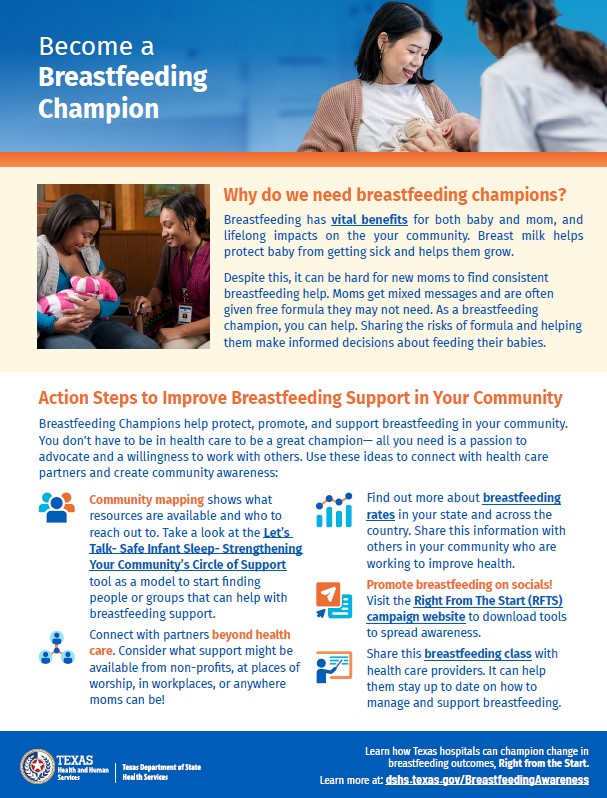 Become a
Breastfeeding
Champion
Why do we need breastfeeding champions?
Breastfeeding has vital benefits for both baby and mom, and
lifelong impacts on the your community. Breast milk helps
protect baby from getting sick and helps them grow.
Despite this, it can be hard for new moms to find consistent
breastfeeding help. Moms get mixed messages and are often
given free formula they may not need. As a breastfeeding
champion, you can help. Sharing the risks of formula and helping
them make informed decisions about feeding their babies.
Action Steps to Improve Breastfeeding Support in Your Community
Breastfeeding Champions help protect, promote, and support breastfeeding in your community.
You don't have to be in health care to be a great champion— all you need is a passion to
advocate and a willingness to work with others. Use these ideas to connect with health care
partners and create community awareness:
Community mapping shows what
resources are available and who to
reach out to. Take a look at the Let's
Talk- Safe Infant Sleep- Strengthening
Your Community's Circle of Support
tool as a model to start finding
people or groups that can help with
breastfeeding support.
Connect with partners beyond health
care. Consider what support might be
available from non-profits, at places of
worship, in workplaces, or anywhere
moms can be!
Find out more about breastfeeding
rates in your state and across the
country. Share this information with
others in your community who are
working to improve health.
Promote breastfeeding on socials!
Visit the Right From The Start (RFTS)
campaign website to download tools
to spread awareness.
Share this breastfeeding class with
health care providers. It can help
them stay up to date on how to
manage and support breastfeeding.
TEXAS
Health and Human
Services
Texas Department of State
Health Services
Learn how Texas hospitals can champion change in
breastfeeding outcomes, Right from the Start.
Learn more at: dshs.texas.gov/BreastfeedingAwareness